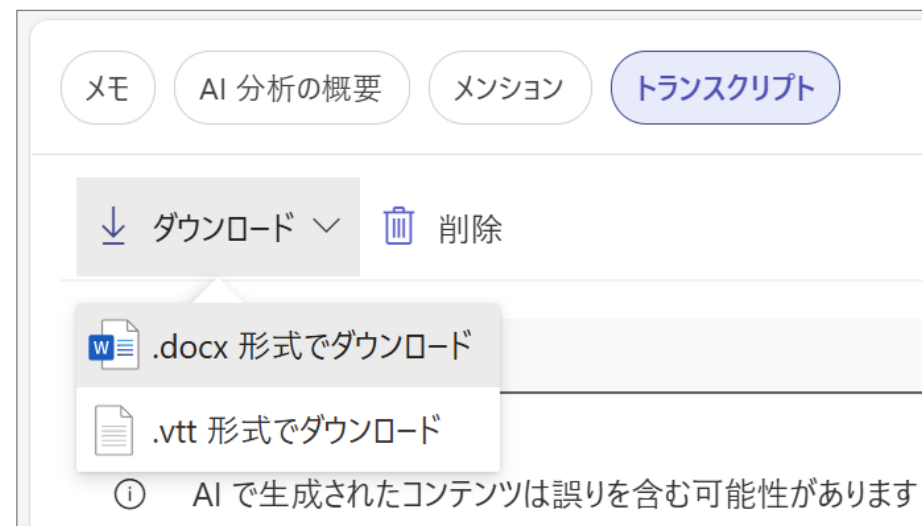 メモ AI 分析の概要 メンション トランスクリプト
ダウンロード 削除
W .docx 形式でダウンロード
.vtt 形式でダウンロード
AI で生成されたコンテンツは誤りを含む可能性があります